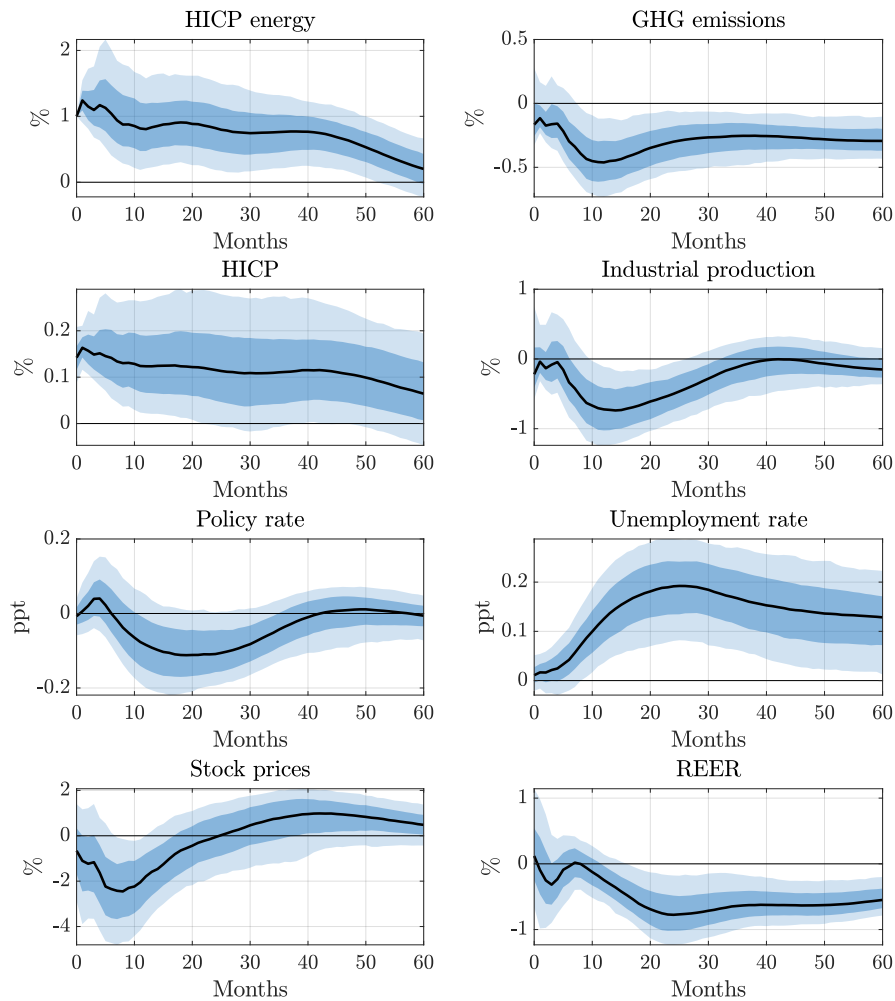 HICP energy
2
1
0
%
0 10 20 30 40 50 60
Months
GHG emissions
0.5
0
-0.5
%
0 10 20 30 40 50 60
Months
HICP
0.2
0.1
0
%
0 10 20 30 40 50 60
Months
Industrial production
1
0
-1
%
0 10 20 30 40 50 60
Months
Policy rate
0.2
0
-0.2
ppt
0 10 20 30 40 50 60
Months
Unemployment rate
0.2
0.1
0
ppt
0 10 20 30 40 50 60
Months
Stock prices
2
0
-2
-4
%
0 10 20 30 40 50 60
Months
REER
1
0
-1
%
0 10 20 30 40 50 60
Months